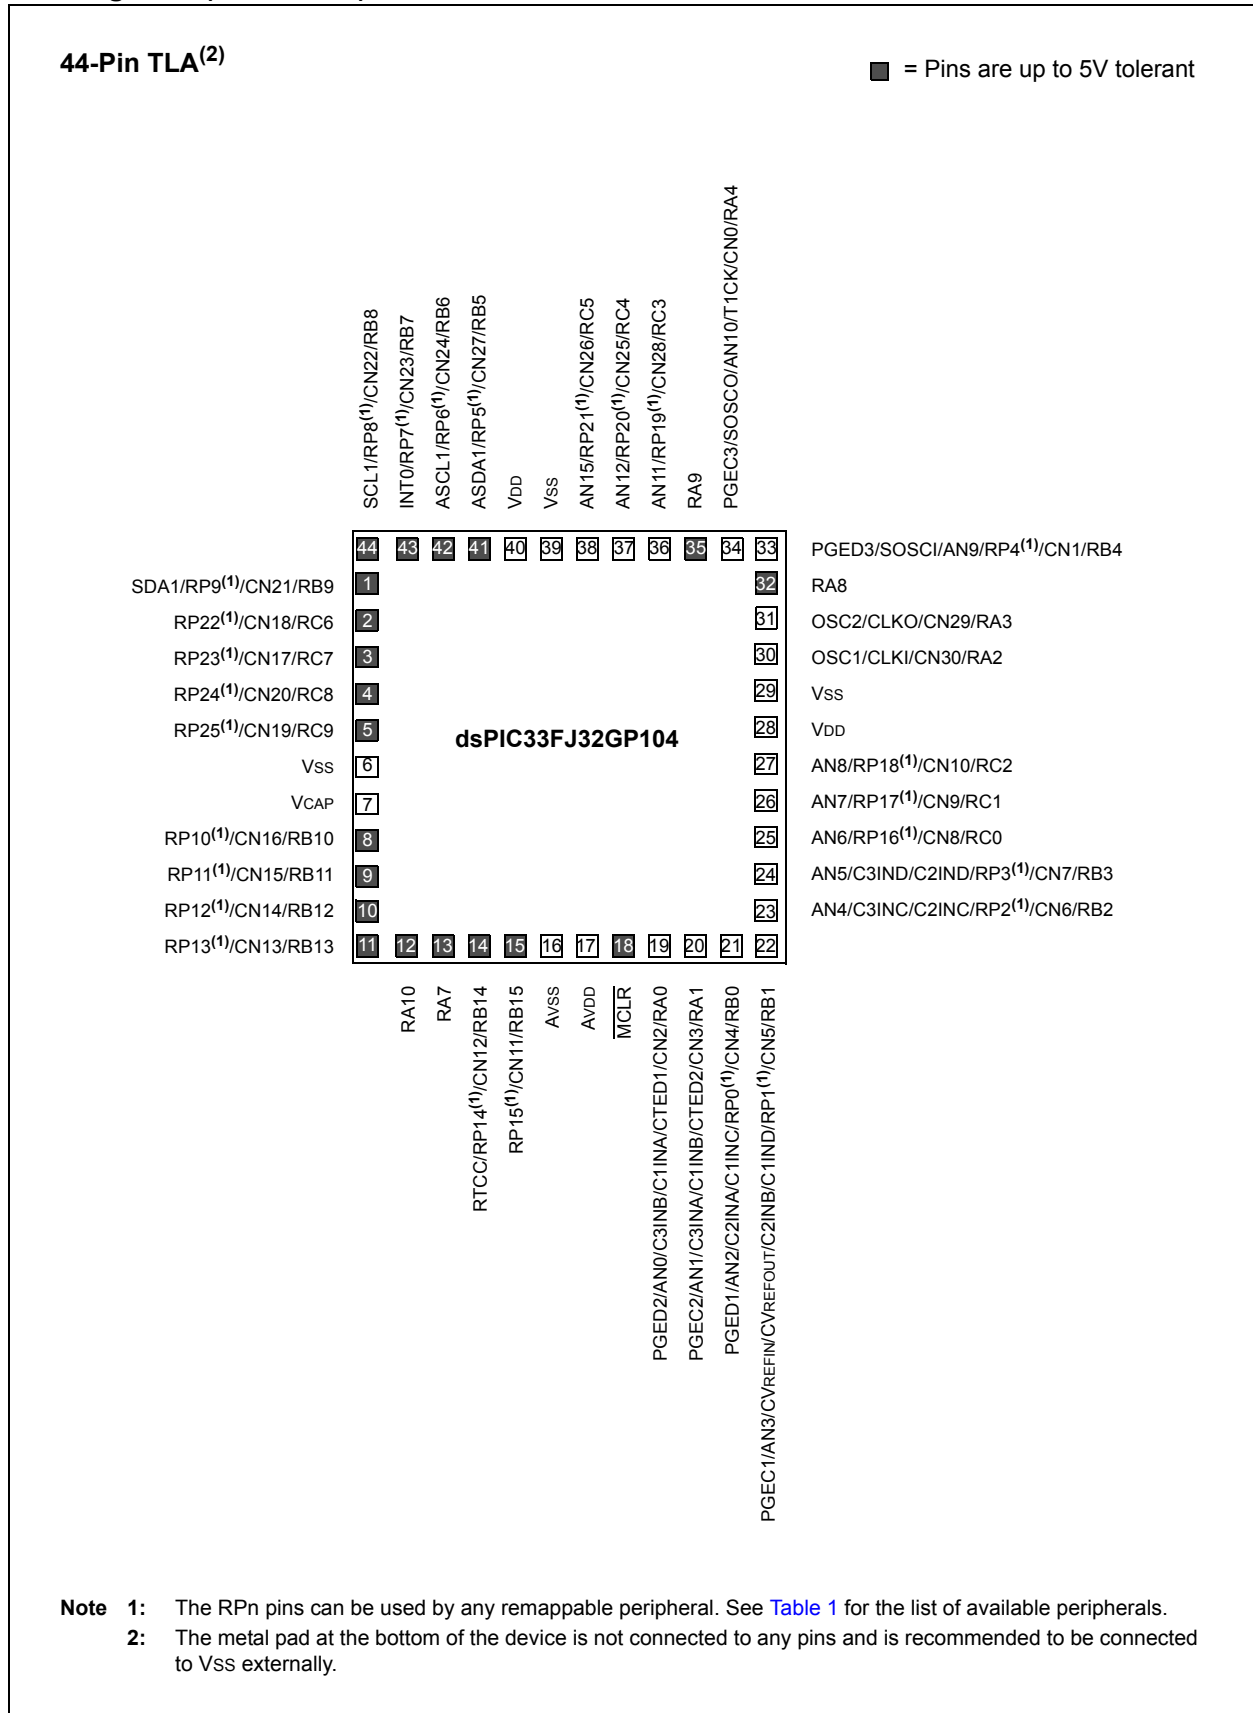 44-Pin TLA(2)
= Pins are up to 5V tolerant
SCL1/RP8(1)/CN22/RB8
INT0/RP7(1)/CN23/RB7
ASCL1/RP6(1)/CN24/RB6
ASDA1/RP5(1)/CN27/RB5
VDD
VSS
AN15/RP21(1)/CN26/RC5
AN12/RP20(1)/CN25/RC4
AN11/RP19(1)/CN28/RC3
RA9
PGEC3/SOSCO/AN10/T1CK/CN0/RA4
44 43 42 41 40 39 38 37 36 35 34 33 PGED3/SOSCI/AN9/RP4(1)/CN1/RB4
SDA1/RP9(1)/CN21/RB9 1 32 RA8
RP22(1)/CN18/RC6 2 31 OSC2/CLKO/CN29/RA3
RP23(1)/CN17/RC7 3 30 OSC1/CLKI/CN30/RA2
RP24(1)/CN20/RC8 4 29 VSS
RP25(1)/CN19/RC9 5 dsPIC33FJ32GP104 28 VDD
VSS 6 27 AN8/RP18(1)/CN10/RC2
VCAP 7 26 AN7/RP17(1)/CN9/RC1
RP10(1)/CN16/RB10 8 25 AN6/RP16(1)/CN8/RC0
RP11(1)/CN15/RB11 9 24 AN5/C3IND/C2IND/RP3(1)/CN7/RB3
RP12(1)/CN14/RB12 10 23 AN4/C3INC/C2INC/RP2(1)/CN6/RB2
RP13(1)/CN13/RB13 11 12 13 14 15 16 17 18 19 20 21 22
RA10
RA7
RTCC/RP14(1)/CN12/RB14
RP15(1)/CN11/RB15
AVSS
AVDD
MCLR
PGED2/AN0/C3INB/C1INA/CTED1/CN2/RA0
PGEC2/AN1/C3INA/C1INB/CTED2/CN3/RA1
PGED1/AN2/C2INA/C1INC/RP0(1)/CN4/RB0
PGEC1/AN3/CVREFIN/CVREFOUT/C2INB/C1IND/RP1(1)/CN5/RB1
Note 1: The RPn pins can be used by any remappable peripheral. See Table 1 for the list of available peripherals.
2: The metal pad at the bottom of the device is not connected to any pins and is recommended to be connected
to VSS externally.